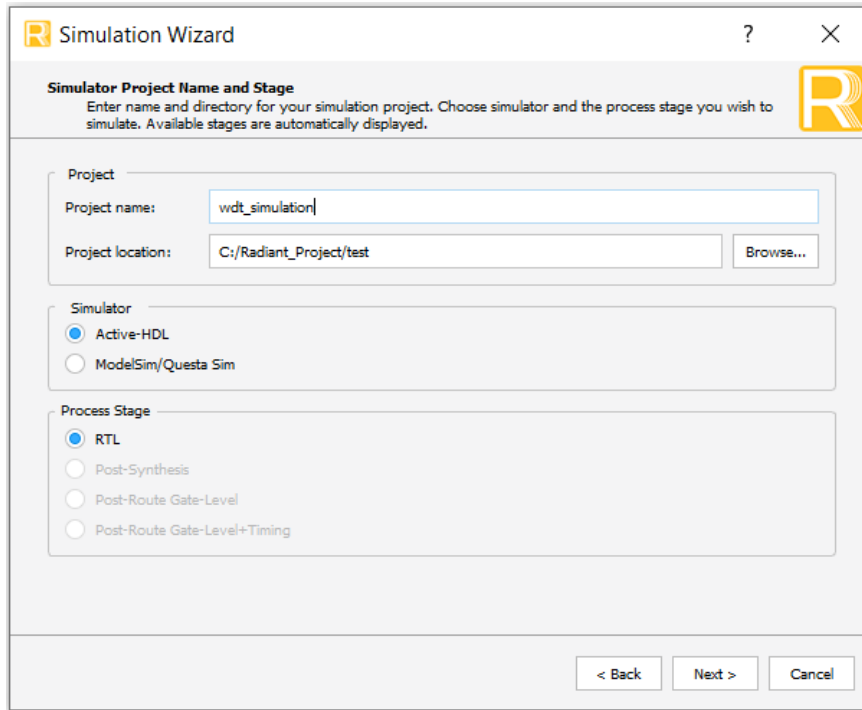 Simulation Wizard
?
Simulator Project Name and Stage
Enter name and directory for your simulation project. Choose simulator and the process stage you wish to
simulate. Available stages are automatically displayed.
Project
Project name:
wdt_simulation
Project location:
C:/Radiant_Project/test
Browse...
Simulator
Active-HDL
ModelSim/Questa Sim
Process Stage
RTL
Post-Synthesis
Post-Route Gate-Level
Post-Route Gate-Level+Timing
< Back
Next >
Cancel